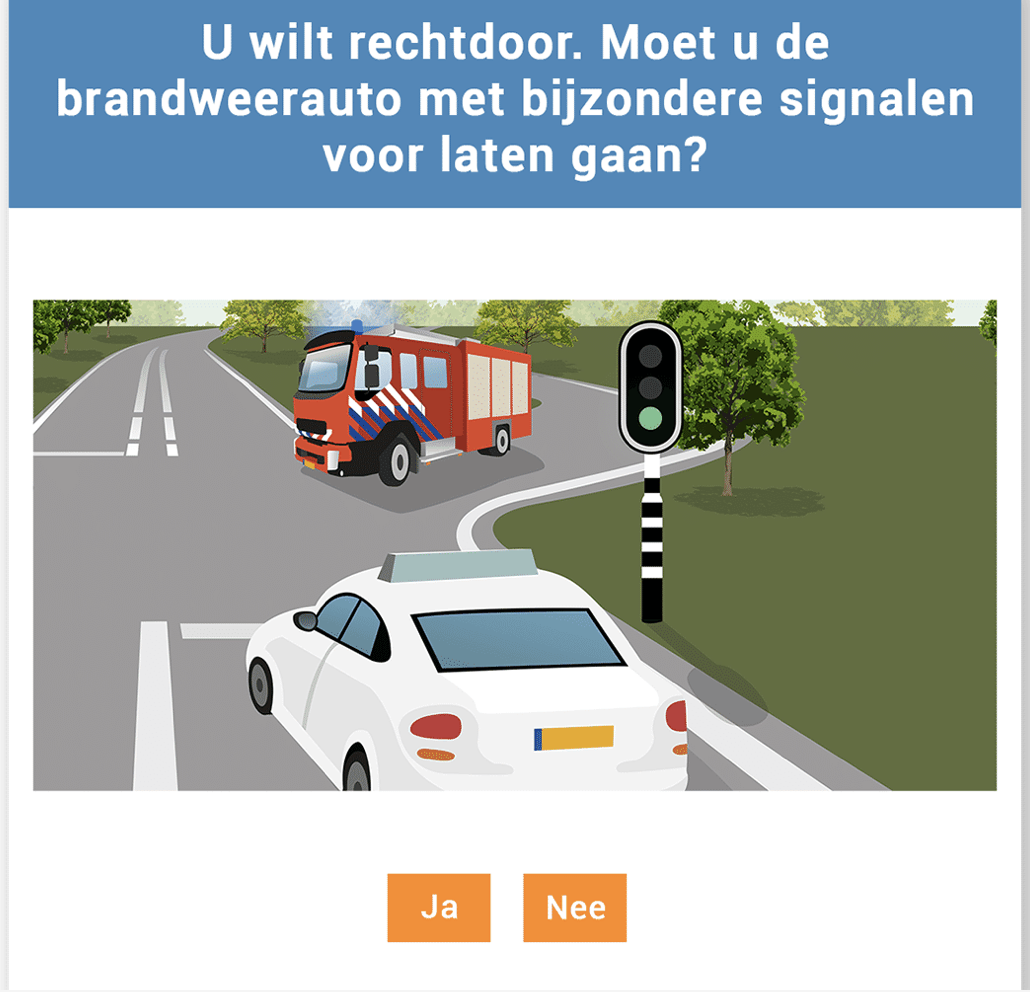 U wilt rechtdoor. Moet u de
brandweerauto met bijzondere signalen
voor laten gaan?
Ja
Nee